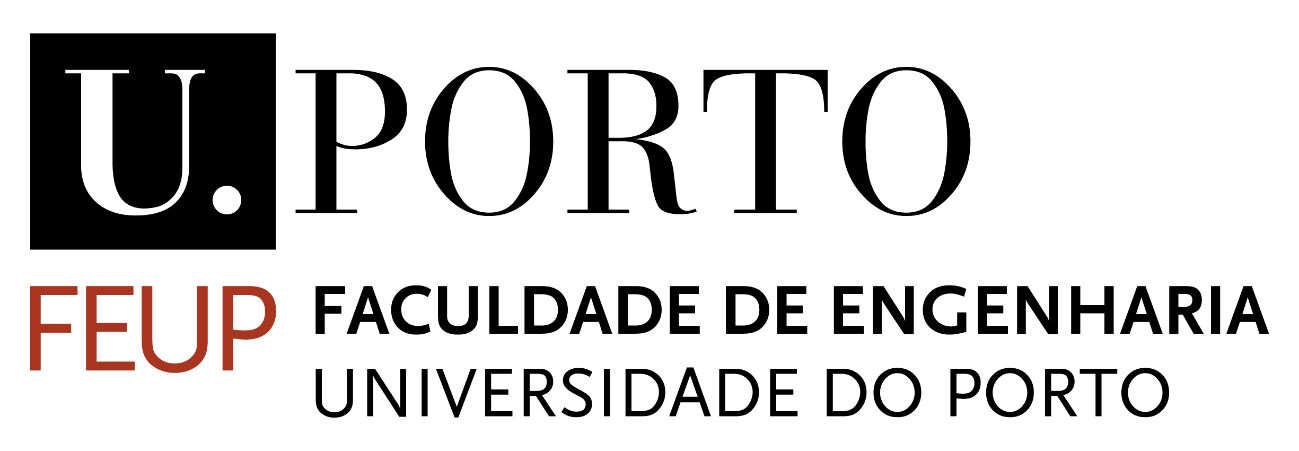 U. PORTO
FEUP FACULDADE DE ENGENHARIA
UNIVERSIDADE DO PORTO